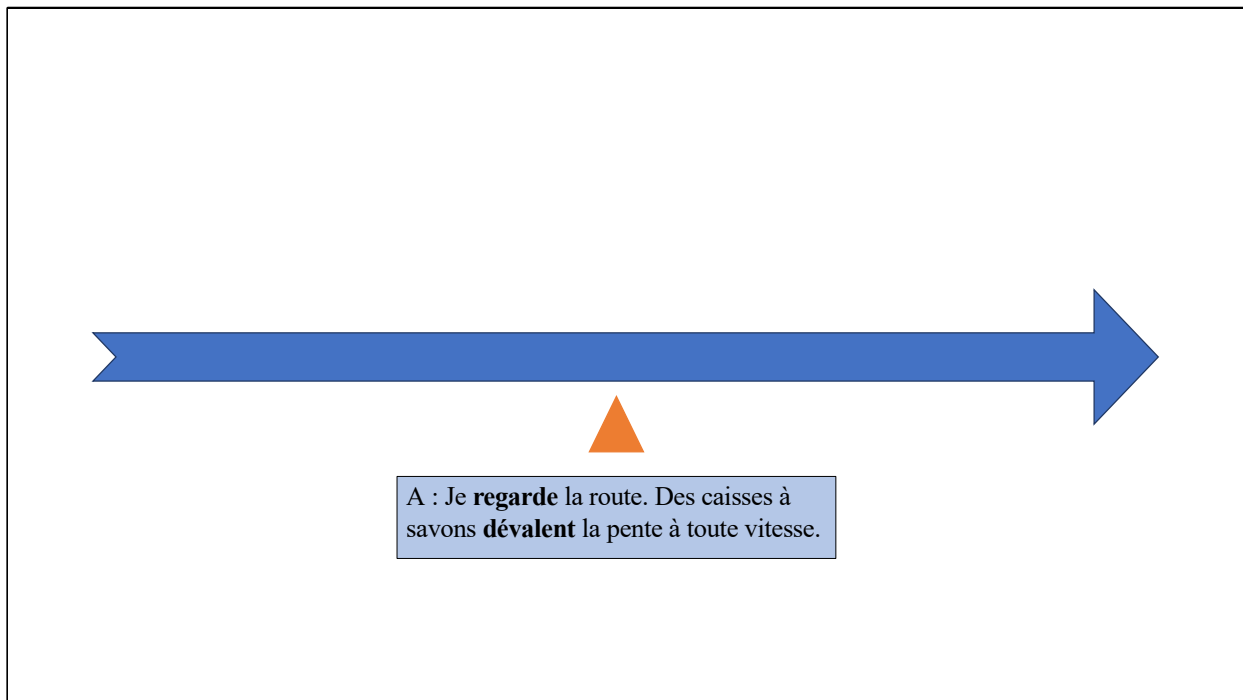 A : Je regarde la route. Des caisses à
savons dévalent la pente à toute vitesse.